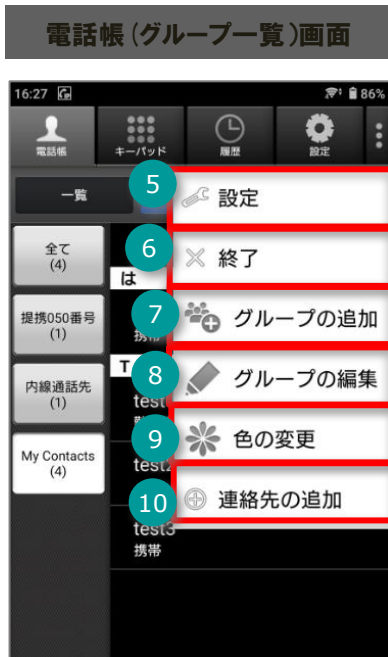 電話帳(グループ一覧)画面
16:27 86%
電話帳 キーパッド 履歴 設定
一覧
5 設定
全て
(4)
6 終了
は
提携050番号
(1)
7 グループの追加
携帯
T
8 グループの編集
内線通話先
(1)
test
9 色の変更
My Contacts
(4)
test2
10 連絡先の追加
test3
携帯